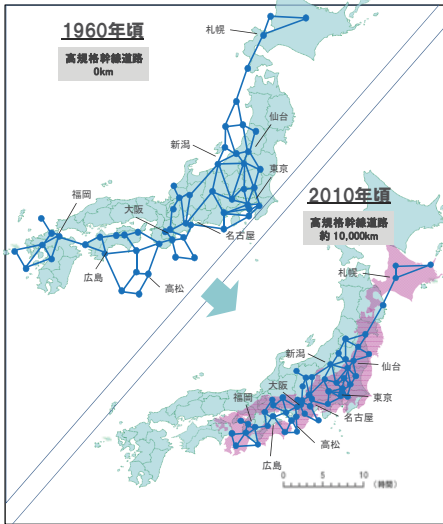 1960年頃
高規格幹線道路
0km
札幌
仙台
新潟
東京
福岡
大阪
名古屋
広島
高松
2010年頃
高規格幹線道路
約 10,000km
札幌
新潟
仙台
大阪
福岡
東京
名古屋
高松
広島
0 5 10
(時間)